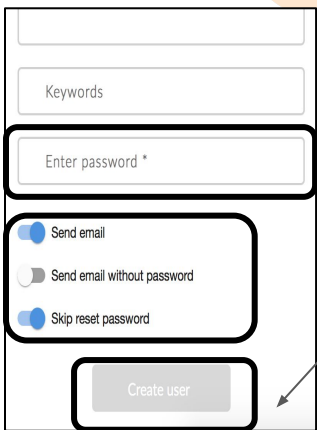 Keywords
Enter password *
Send email
Send email without password
Skip reset password
Create user